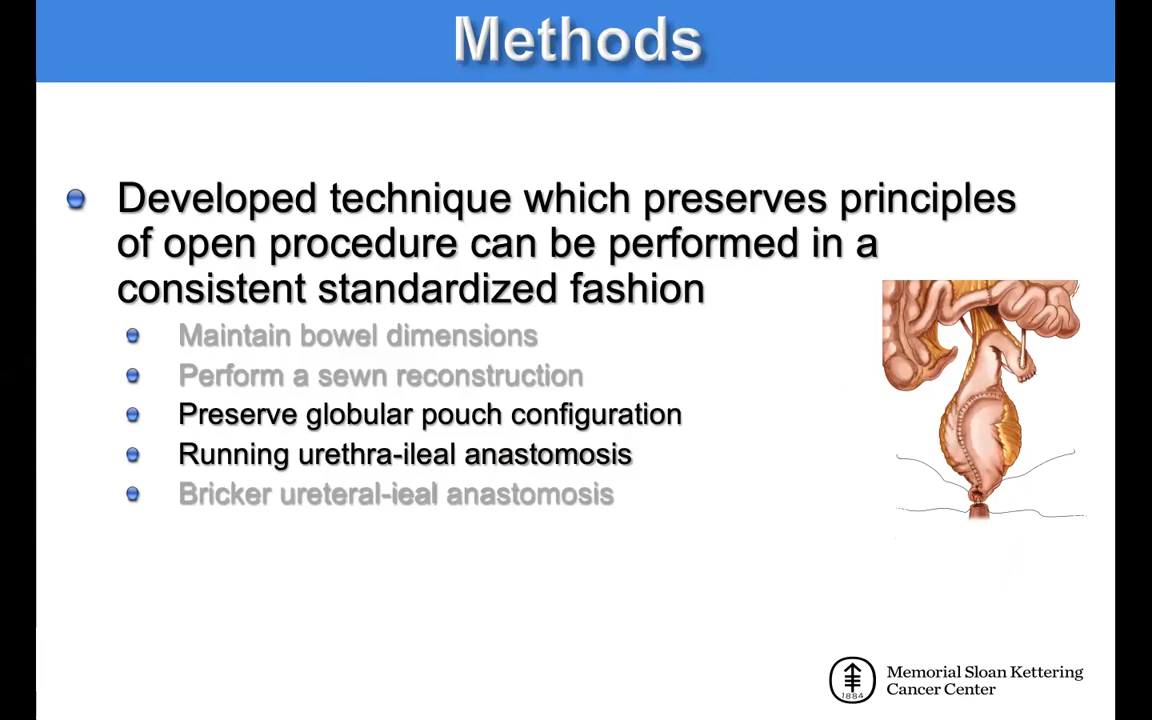 Methods
Developed technique which preserves principles
of open procedure can be performed in a
consistent standardized fashion
Maintain bowel dimensions
Perform a sewn reconstruction
Preserve globular pouch configuration
Running urethra-ileal anastomosis
Bricker ureteral-ieal anastomosis
1884
Memorial Sloan Kettering
Cancer Center